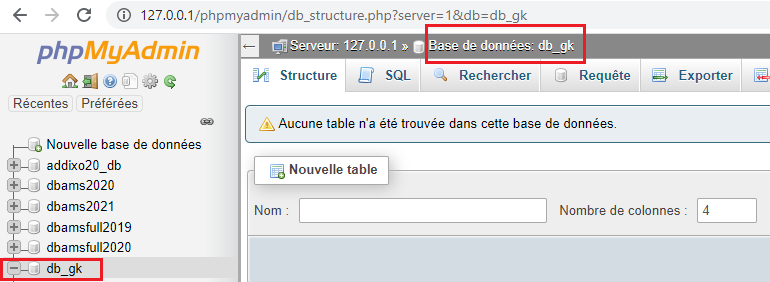 127.0.0.1/phpmyadmin/db_structure.php?server=1&db=db_gk
phpMyAdmin
Récentes Préférées
Nouvelle base de données
addixo20_db
dbams2020
dbams2021
dbamsfull2019
dbamsfull2020
db_gk
Serveur: 127.0.0.1 » Base de données: db_gk
Structure SQL Rechercher Requête Exporter
Aucune table n'a été trouvée dans cette base de données.
Nouvelle table
Nom : Nombre de colonnes : 4